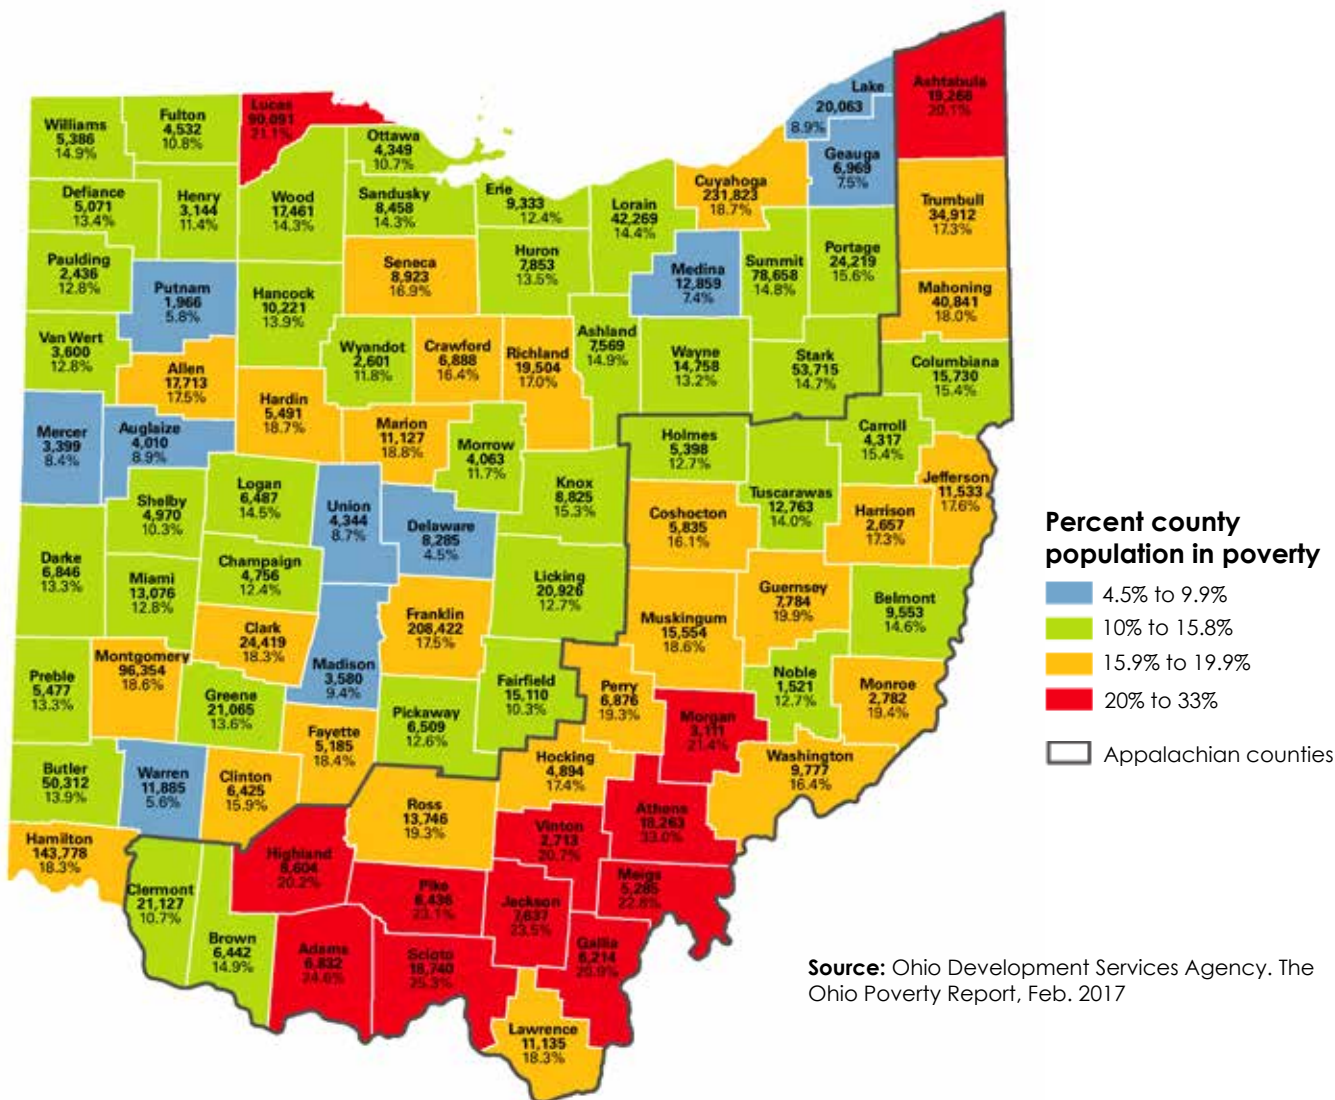 Lake
20,063
8.9%
Ashtabula
19,266
20.1%
Williams
5,386
14.9%
Fulton
4,532
10.8%
Lucas
90,091
21.1%
Ottawa
4,349
10.7%
Geauga
6,969
7.5%
Defiance
5,071
13.4%
Henry
3,144
11.4%
Wood
17,461
14.3%
Sandusky
8,458
14.3%
Erie
9,333
12.4%
Lorain
42,269
14.4%
Cuyahoga
231,823
18.7%
Trumbull
34,912
17.3%
Paulding
2,436
12.8%
Putnam
1,966
5.8%
Hancock
10,221
13.9%
Seneca
8,923
16.9%
Huron
7,853
13.5%
Medina
12,859
7.4%
Summit
78,658
14.8%
Portage
24,219
15.6%
Mahoning
40,841
18.0%
Van Wert
3,600
12.8%
Allen
17,713
17.5%
Wyandot
2,601
11.8%
Crawford
6,888
16.4%
Richland
19,504
17.0%
Ashland
7,569
14.9%
Wayne
14,758
13.2%
Stark
53,715
14.7%
Columbiana
15,730
15.4%
Mercer
3,399
8.4%
Auglaize
4,010
8.9%
Hardin
5,491
18.7%
Marion
11,127
18.8%
Morrow
4,063
11.7%
Holmes
5,398
12.7%
Carroll
4,317
15.4%
Jefferson
11,533
17.6%
Shelby
4,970
10.3%
Logan
6,487
14.5%
Union
4,344
8.7%
Delaware
8,285
4.5%
Knox
8,825
15.3%
Coshocton
5,835
16.1%
Tuscarawas
12,763
14.0%
Harrison
2,657
17.3%
Darke
6,846
13.3%
Miami
13,076
12.8%
Champaign
4,756
12.4%
Licking
20,926
12.7%
Guernsey
7,784
19.9%
Belmont
9,553
14.6%
Clark
24,419
18.3%
Franklin
208,422
17.5%
Muskingum
15,554
18.6%
Preble
5,477
13.3%
Montgomery
96,354
18.6%
Greene
21,065
13.6%
Madison
3,580
9.4%
Fairfield
15,110
10.3%
Perry
6,876
19.3%
Noble
1,521
12.7%
Monroe
2,782
19.4%
Pickaway
6,509
12.6%
Fayette
5,185
18.4%
Morgan
3,111
21.4%
Butler
50,312
13.9%
Warren
11,885
5.6%
Clinton
6,425
15.9%
Hocking
4,894
17.4%
Washington
9,777
16.4%
Ross
13,746
19.3%
Athens
18,263
33.0%
Hamilton
143,778
18.3%
Highland
8,604
20.2%
Vinton
2,713
20.7%
Clermont
21,127
10.7%
Pike
6,436
23.1%
Jackson
7,637
23.5%
Meigs
5,285
22.8%
Brown
6,442
14.9%
Adams
6,832
24.6%
Scioto
18,740
25.3%
Gallia
6,214
Lawrence
11,135
18.3%
Percent county
population in poverty
4.5% to 9.9%
10% to 15.8%
15.9% to 19.9%
20% to 33%
Appalachian counties
Source: Ohio Development Services Agency. The
Ohio Poverty Report, Feb. 2017